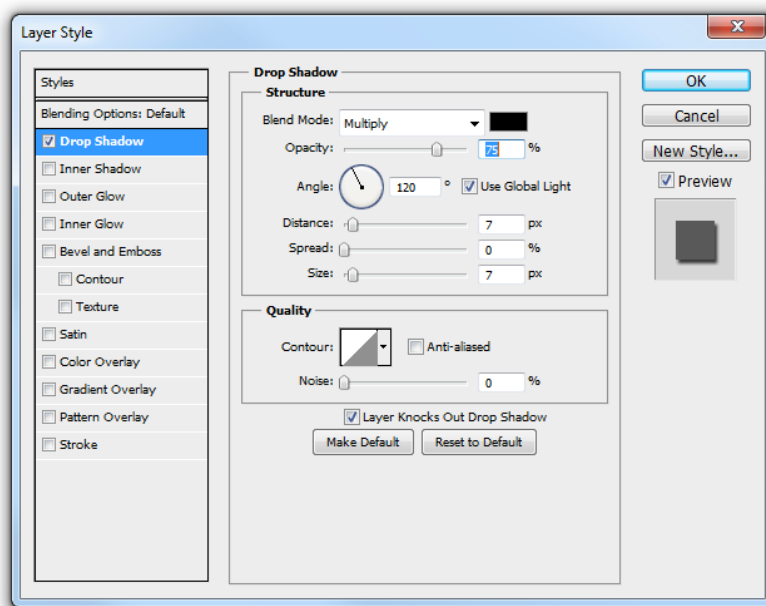 Layer Style
Styles
Blending Options: Default
Drop Shadow
Inner Shadow
Outer Glow
Inner Glow
Bevel and Emboss
Contour
Texture
Satin
Color Overlay
Gradient Overlay
Pattern Overlay
Stroke
Drop Shadow
Structure
Blend Mode: Multiply
Opacity: 75 %
Angle: 120 ° Use Global Light
Distance: 7 px
Spread: 0 %
Size: 7 px
Quality
Contour: Anti-aliased
Noise: 0 %
Layer Knocks Out Drop Shadow
Make Default Reset to Default
OK
Cancel
New Style...
Preview